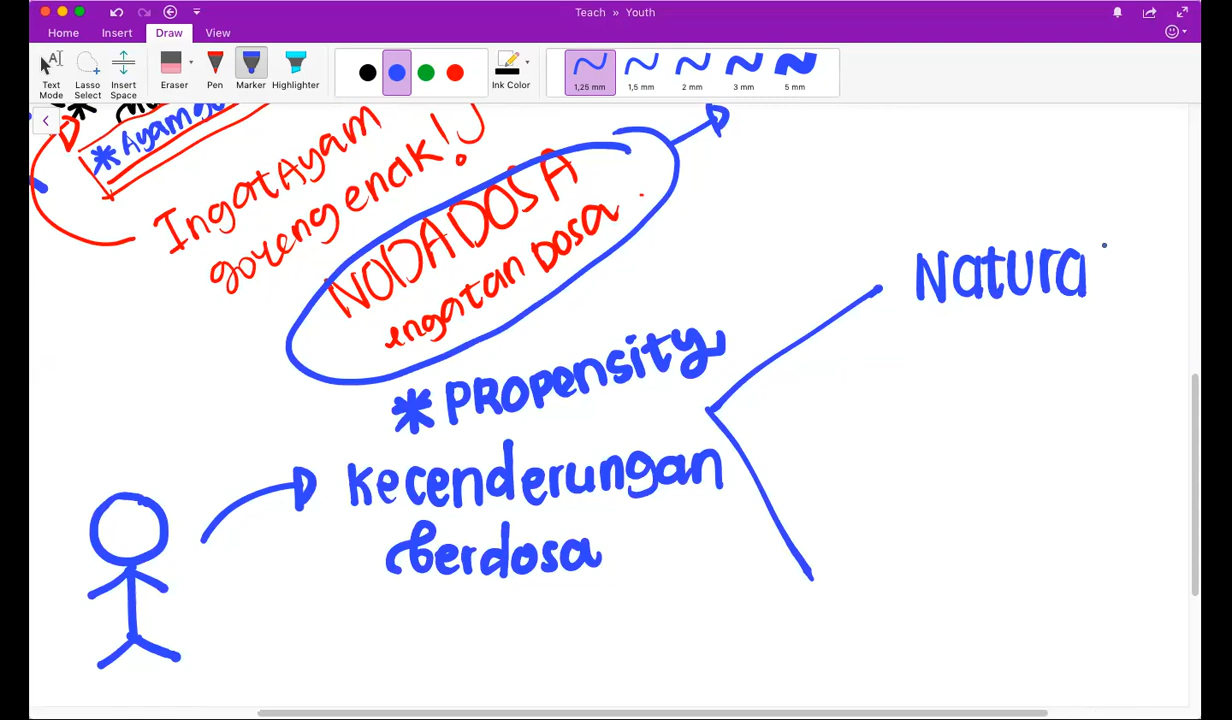 Teach » Youth
Home Insert Draw View
Text Mode
Lasso Select
Insert Space
Eraser
Pen
Marker
Highlighter
Ink Color
1,25 mm
1,5 mm
2 mm
3 mm
5 mm
Ingat Ayam
goreng enak!
NODA DOSA
ingatan DOSA
Natura
* PROpensity
Kecenderungan
berdosa